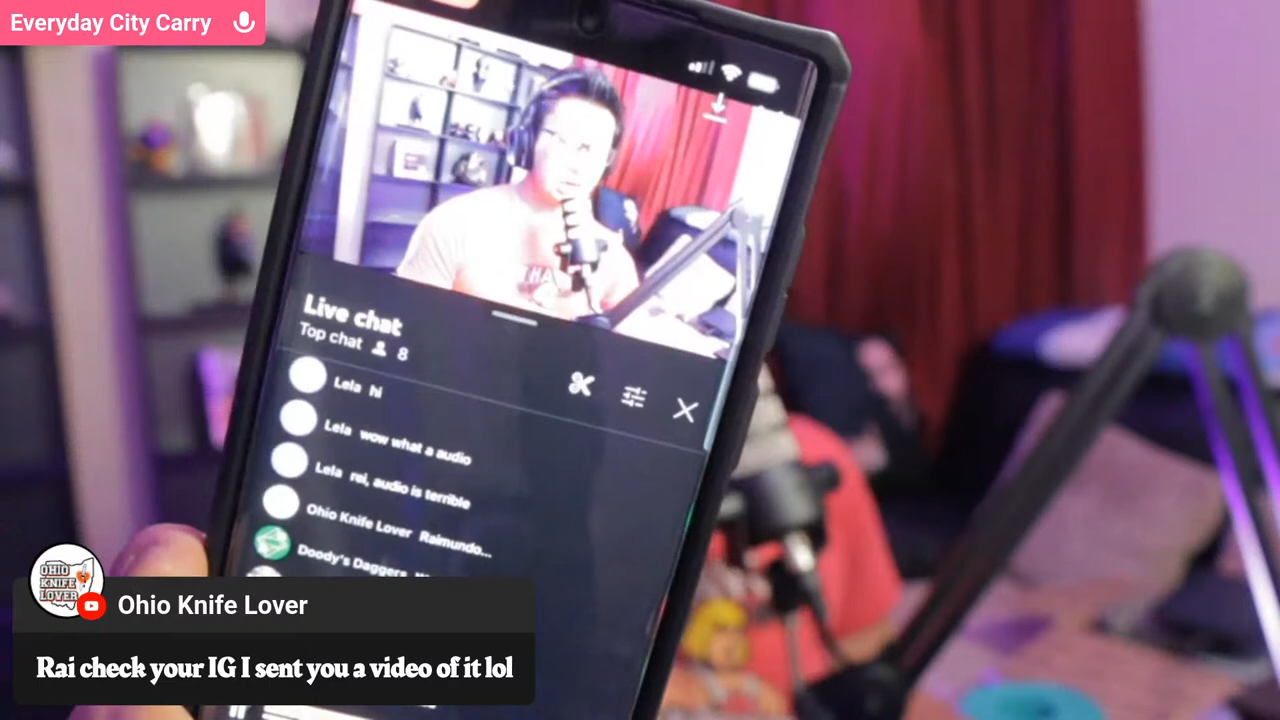 Everyday City Carry
Live chat
Top chat 8
Lela hi
Lela wow what a audio
Lela rei, audio is terrible
Ohio Knife Lover Raimundo...
Doody's Daggers
OHIO
KNIFE
LOVER
Ohio Knife Lover
Rai check your IG I sent you a video of it lol